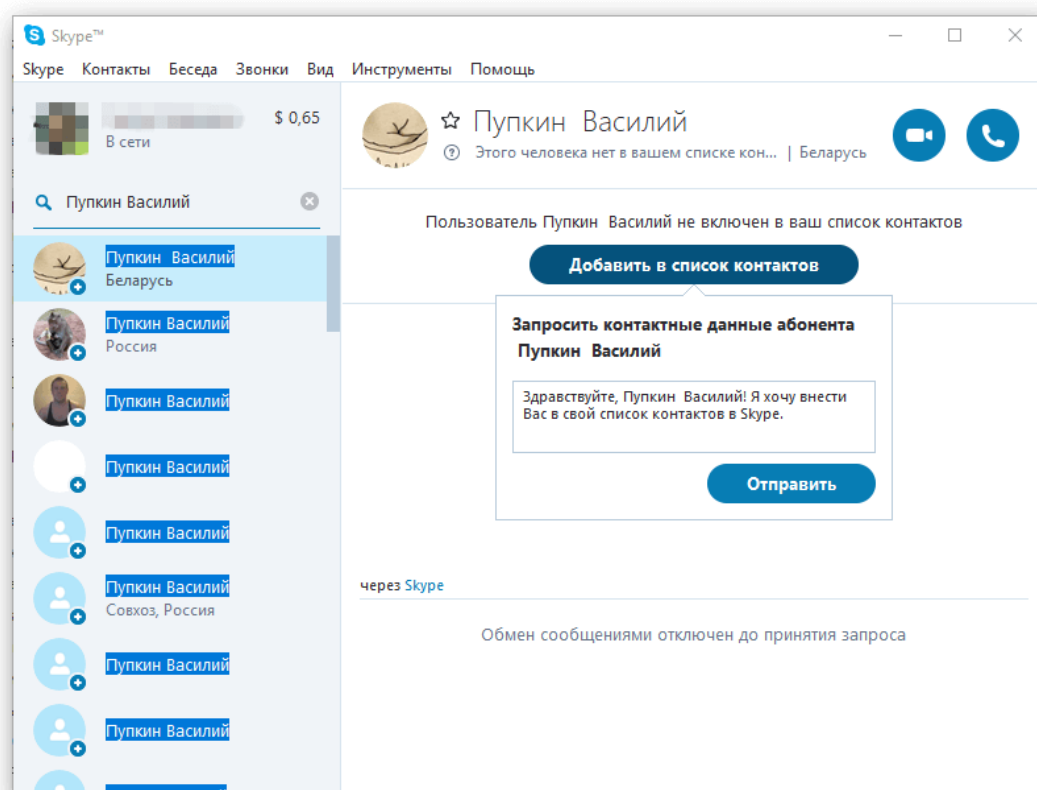 Skype™
Skype Контакты Беседа Звонки Вид Инструменты Помощь
$ 0,65
В сети
Пупкин Василий
Пупкин Василий
Беларусь
Пупкин Василий
Россия
Пупкин Василий
Пупкин Василий
Пупкин Василий
Пупкин Василий
Совхоз, Россия
Пупкин Василий
Пупкин Василий
Пупкин Василий
Этого человека нет в вашем списке кон... | Беларусь
Пользователь Пупкин Василий не включен в ваш список контактов
Добавить в список контактов
Запросить контактные данные абонента
Пупкин Василий
Здравствуйте, Пупкин Василий! Я хочу внести
Вас в свой список контактов в Skype.
Отправить
через Skype
Обмен сообщениями отключен до принятия запроса